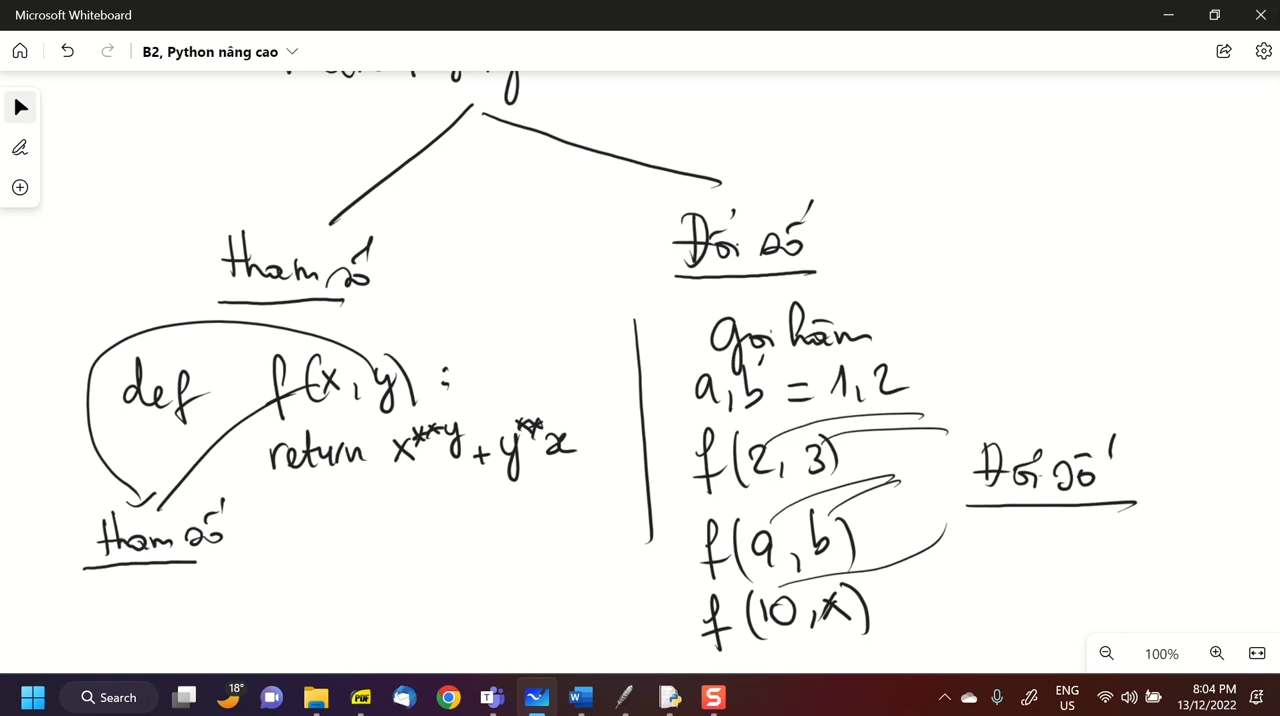 Microsoft Whiteboard
B2, Python nâng cao
tham số
Đối số
def f(x, y) :
return x**y + y**x
tham số
gọi hàm
a, b = 1, 2
f(2, 3)
f(a, b)
f(10, x)
Đối số
100%
Search
18°
PDF
ENG
US
8:04 PM
13/12/2022